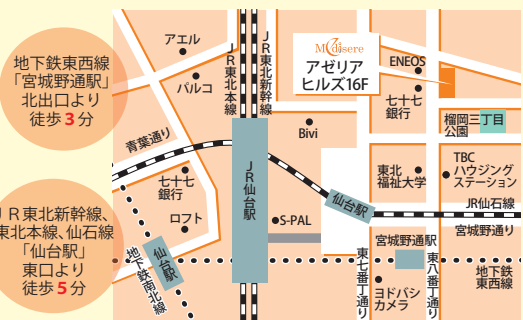 地下鉄東西線
「宮城野通駅」
北出口より
徒歩3分
JR東北新幹線、
東北本線、仙石線
「仙台駅」
東口より
徒歩5分
アエル
パルコ
JR東北本線
JR東北新幹線
Medisere
アゼリア
ヒルズ16F
ENEOS
七十七
銀行
榴岡三丁目
公園
青葉通り
Bivi
JR仙台駅
七十七
銀行
ロフト
仙台駅
地下鉄南北線
S-PAL
仙台駅
東北
福祉大学
TBC
ハウジング
ステーション
JR仙石線
宮城野通り
宮城野通駅
東七番丁通り
ヨドバシ
カメラ
東八番丁通り
地下鉄
東西線